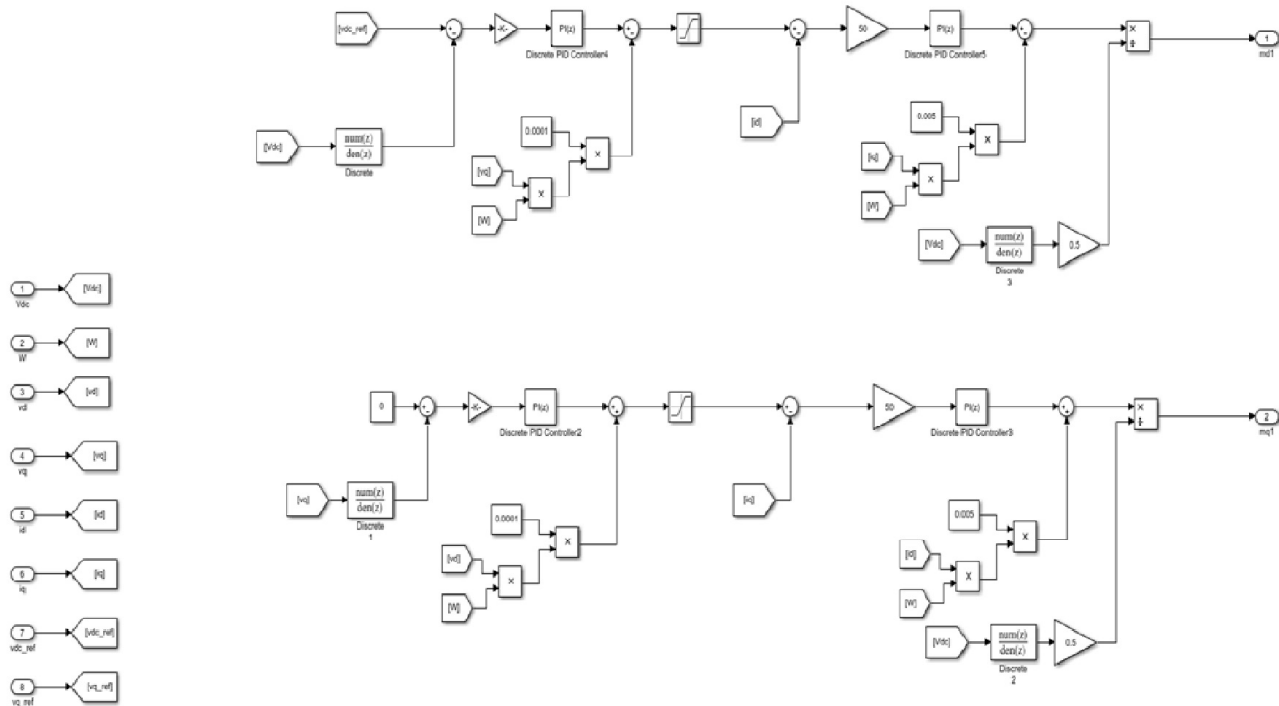 [vdc_ref]
-K-
PI(z)
Discrete PID Controller4
50
PI(z)
Discrete PID Controller5
×
÷
1
md1
[Vdc]
num(z)
den(z)
Discrete
0.0001
×
[vq]
[W]
×
[id]
0.005
×
[iq]
[W]
×
[Vdc]
num(z)
den(z)
Discrete
3
0.5
1
Vdc
[Vdc]
2
W
[W]
3
vd
[vd]
4
vq
[vq]
5
id
[id]
6
iq
[iq]
7
vdc_ref
[vdc_ref]
8
vq_ref
[vq_ref]
0
-K-
PI(z)
Discrete PID Controller2
50
PI(z)
Discrete PID Controller3
×
÷
2
mq1
[vq]
num(z)
den(z)
Discrete
1
0.0001
×
[vd]
[W]
×
[iq]
0.005
×
[id]
[W]
X
[Vdc]
num(z)
den(z)
Discrete
2
0.5